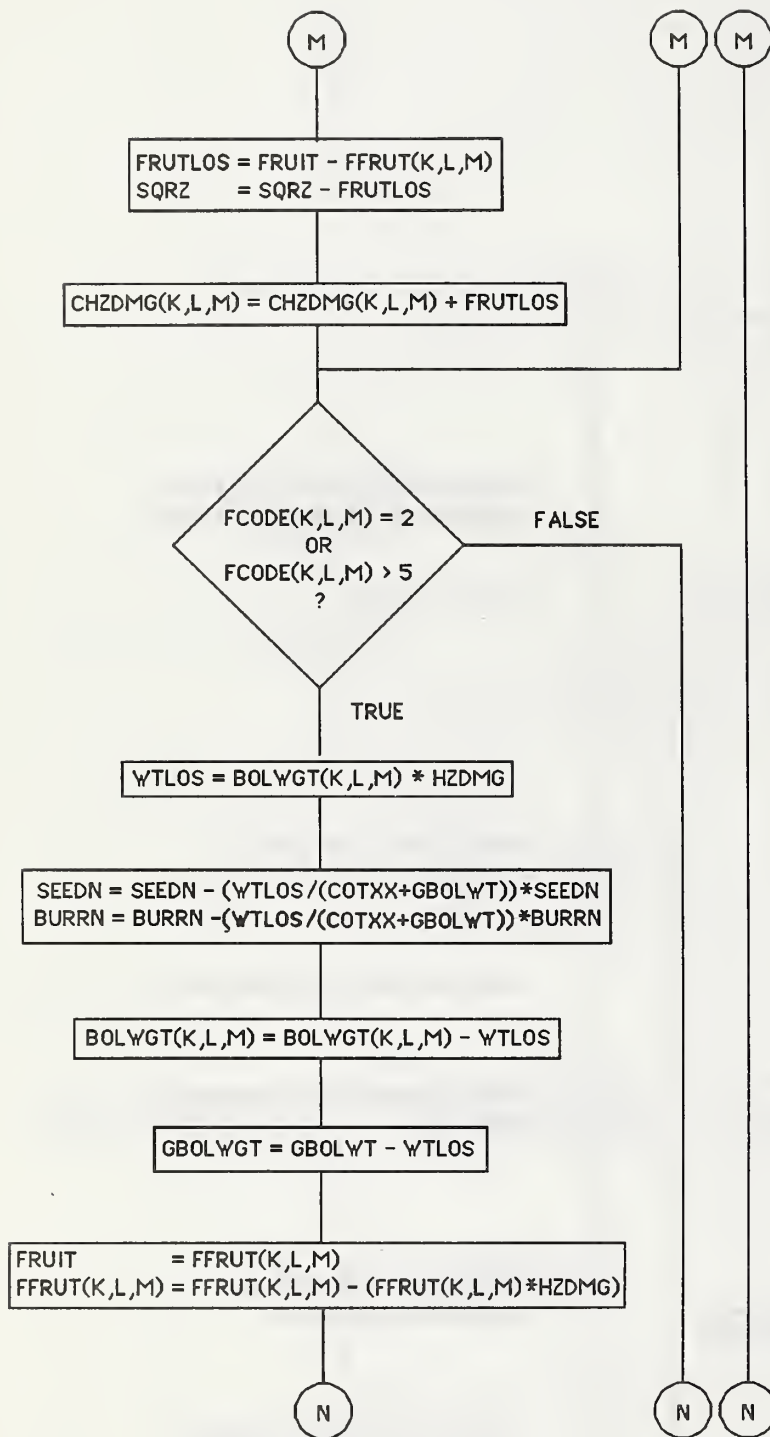 M M M
FRUTLOS = FRUIT - FFRUT(K,L,M)
SQRZ = SQRZ - FRUTLOS
CHZDMG(K,L,M) = CHZDMG(K,L,M) + FRUTLOS
FCODE(K,L,M) = 2
OR
FCODE(K,L,M) > 5
?
FALSE
TRUE
WTLOS = BOLWGT(K,L,M) * HZDMG
SEEDN = SEEDN - (WTLOS/(COTXX+GBOLWT))*SEEDN
BURRN = BURRN -(WTLOS/(COTXX+GBOLWT))*BURRN
BOLWGT(K,L,M) = BOLWGT(K,L,M) - WTLOS
GBOLWGT = GBOLWT - WTLOS
FRUIT = FFRUT(K,L,M)
FFRUT(K,L,M) = FFRUT(K,L,M) - (FFRUT(K,L,M)*HZDMG)
N N N